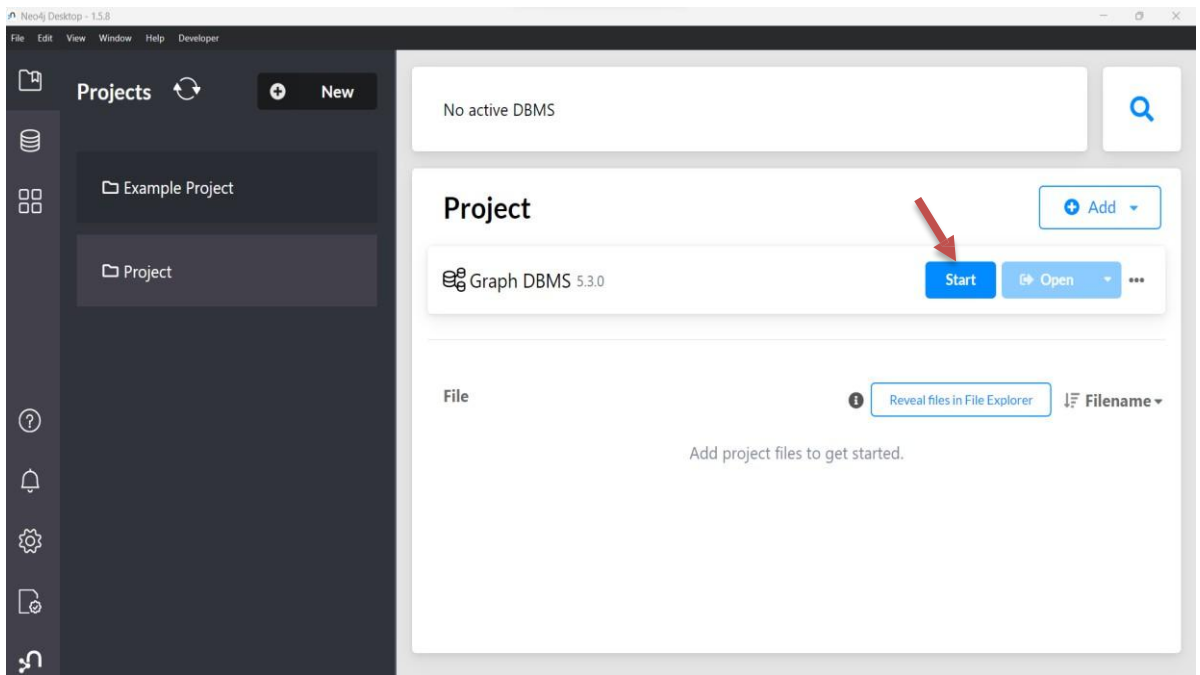 Neo4j Desktop - 1.5.8
File Edit View Window Help Developer
Projects
New
Example Project
Project
No active DBMS
Project
Add
Graph DBMS 5.3.0
Start
Open
File
Reveal files in File Explorer
Filename
Add project files to get started.